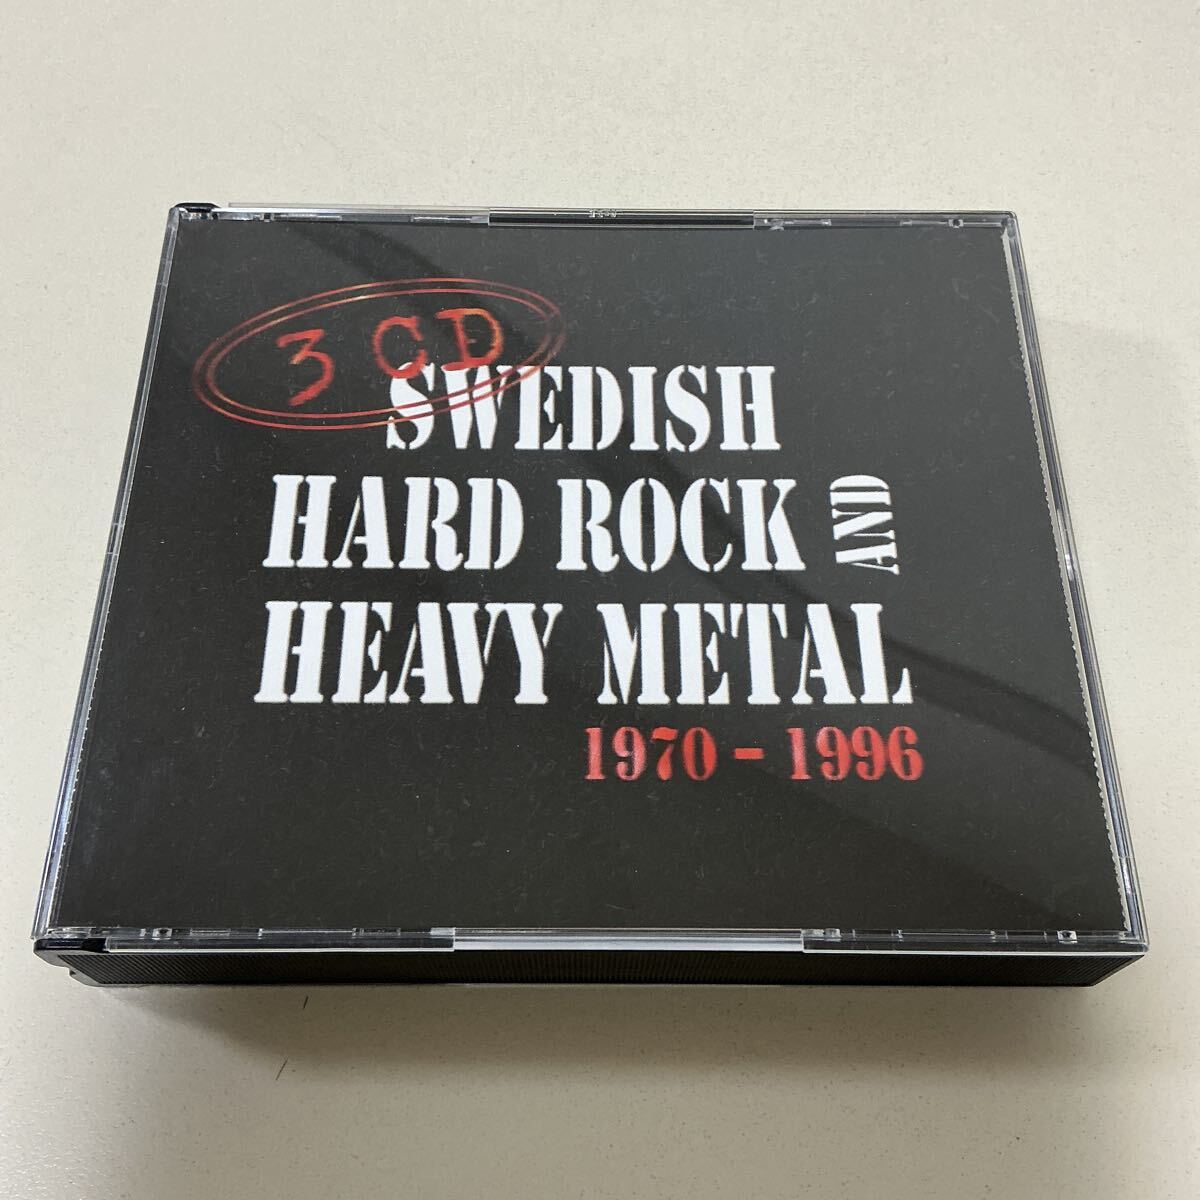 3 CD
SWEDISH
HARD ROCK AND
HEAVY METAL
1970 - 1996